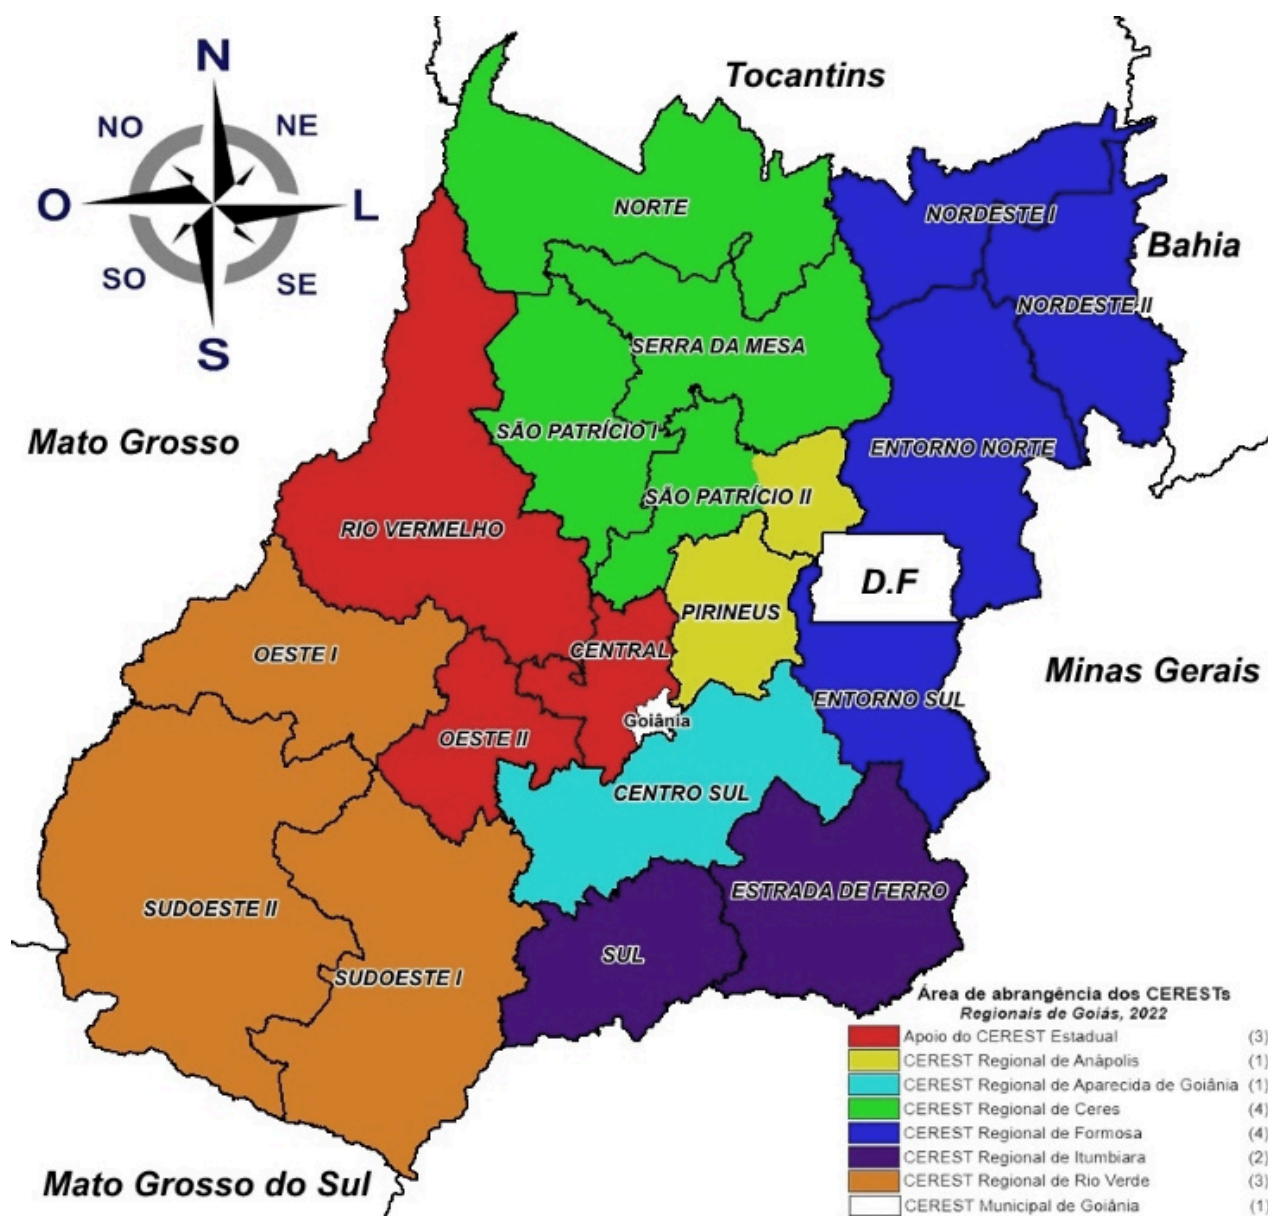 N
NO
NE
O
L
SO
SE
S
Tocantins
Bahia
Mato Grosso
D.F
Minas Gerais
Mato Grosso do Sul
NORTE
NORDESTE I
NORDESTE II
SERRA DA MESA
SÃO PATRÍCIO I
ENTORNO NORTE
SÃO PATRÍCIO II
RIO VERMELHO
PIRINEUS
OESTE I
CENTRAL
ENTORNO SUL
Goiânia
OESTE II
CENTRO SUL
ESTRADA DE FERRO
SUDOESTE II
SUL
SUDOESTE I
Área de abrangência dos CERESTs
Regionais de Goiás, 2022
Apoio do CEREST Estadual (3)
CEREST Regional de Anápolis (1)
CEREST Regional de Aparecida de Goiânia (1)
CEREST Regional de Ceres (4)
CEREST Regional de Formosa (4)
CEREST Regional de Itumbiara (2)
CEREST Regional de Rio Verde (3)
CEREST Municipal de Goiânia (1)